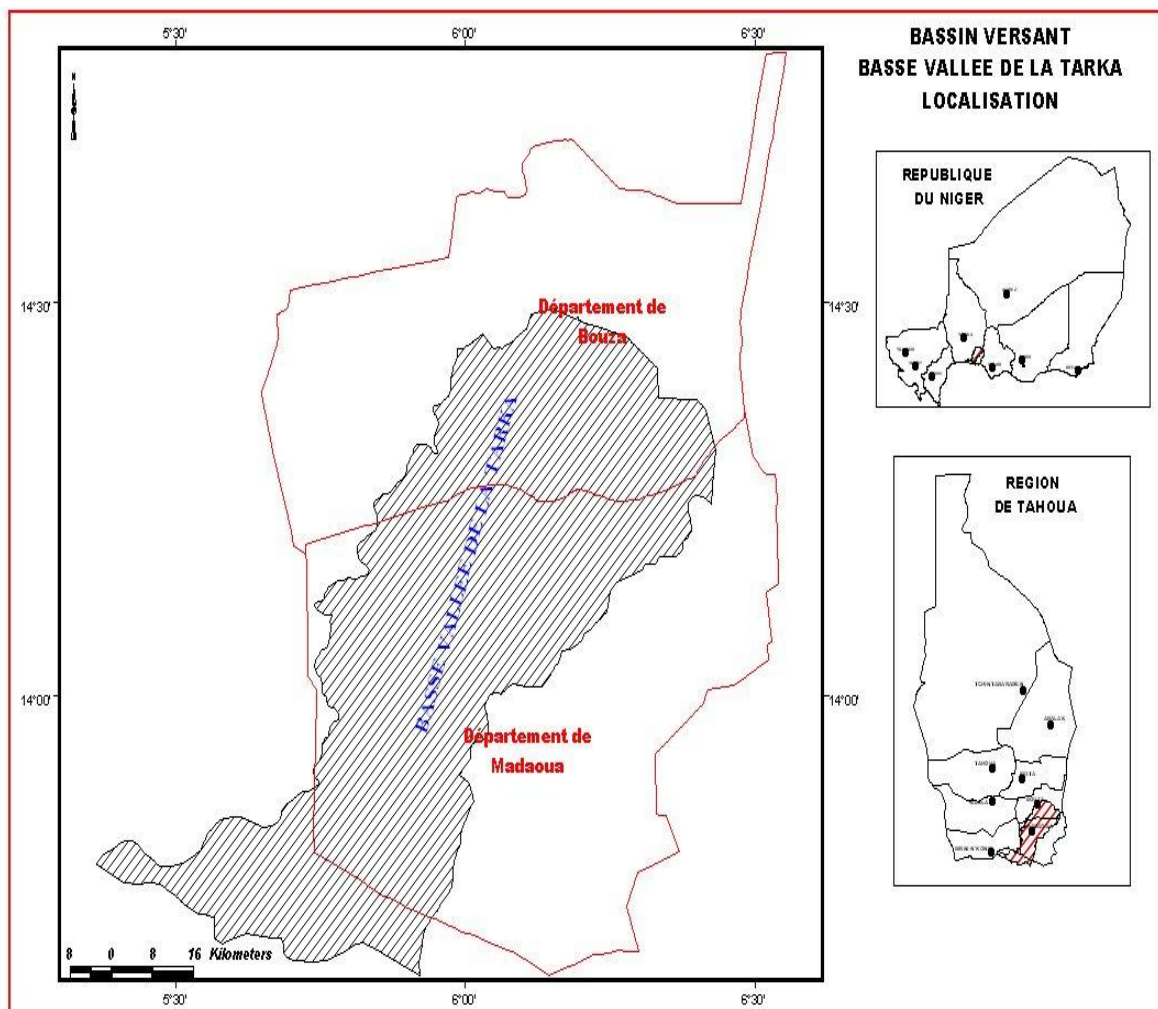 BASSIN VERSANT
BASSE VALLEE DE LA TARKA
LOCALISATION
5°30'
6°00'
6°30'
14°30'
14°30'
Département de
Bouza
BASSE VALLEE DE LA TARKA
14°00'
14°00'
Département de
Madaoua
8 0 8 16 Kilometers
5°30'
6°00'
6°30'
REPUBLIQUE
DU NIGER
REGION
DE TAHOUA
TAHOUA